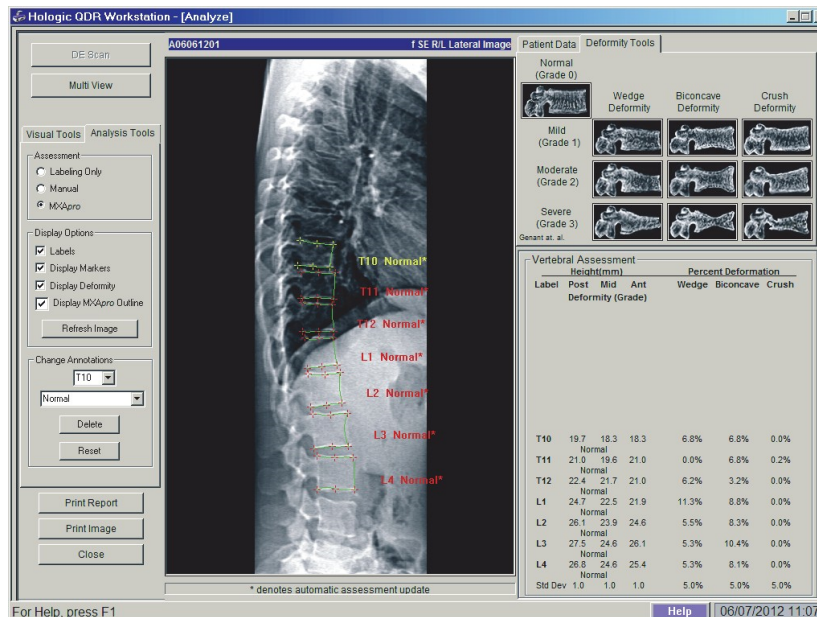 Hologic QDR Workstation - [Analyze]
DE Scan
Multi View
Visual Tools Analysis Tools
Assessment
Labeling Only
Manual
MXApro
Display Options
Labels
Display Markers
Display Deformity
Display MXApro Outline
Refresh Image
Change Annotations
T10
Normal
Delete
Reset
Print Report
Print Image
Close
A06061201 f SE R/L Lateral Image
T10 Normal*
T11 Normal*
T12 Normal*
L1 Normal*
L2 Normal*
L3 Normal*
L4 Normal*
* denotes automatic assessment update
Patient Data Deformity Tools
Normal
(Grade 0)
Wedge Deformity Biconcave Deformity Crush Deformity
Mild
(Grade 1)
Moderate
(Grade 2)
Severe
(Grade 3)
Genant at. al.
Vertebral Assessment
Height(mm) Percent Deformation
Label Post Mid Ant Wedge Biconcave Crush
Deformity (Grade)
T10 19.7 18.3 18.3 6.8% 6.8% 0.0%
Normal
T11 21.0 19.6 21.0 0.0% 6.8% 0.2%
Normal
T12 22.4 21.7 21.0 6.2% 3.2% 0.0%
Normal
L1 24.7 22.5 21.9 11.3% 8.8% 0.0%
Normal
L2 26.1 23.9 24.6 5.5% 8.3% 0.0%
Normal
L3 27.5 24.6 26.1 5.3% 10.4% 0.0%
Normal
L4 26.8 24.6 25.4 5.3% 8.1% 0.0%
Normal
Std Dev 1.0 1.0 1.0 5.0% 5.0% 5.0%
For Help, press F1 Help 06/07/2012 11:07